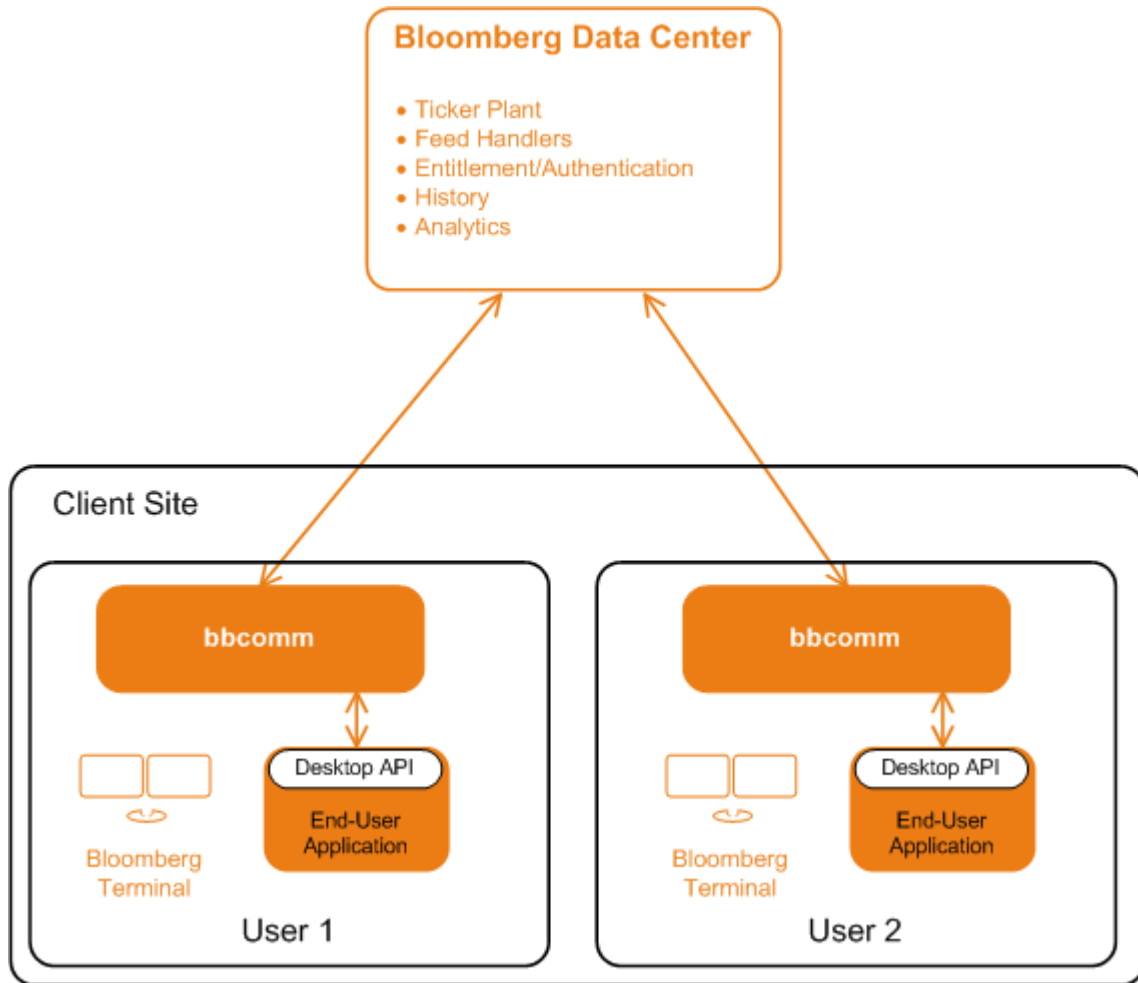 Bloomberg Data Center
• Ticker Plant
• Feed Handlers
• Entitlement/Authentication
• History
• Analytics
Client Site
bbcomm
Desktop API
End-User
Application
Bloomberg
Terminal
User 1
bbcomm
Desktop API
End-User
Application
Bloomberg
Terminal
User 2